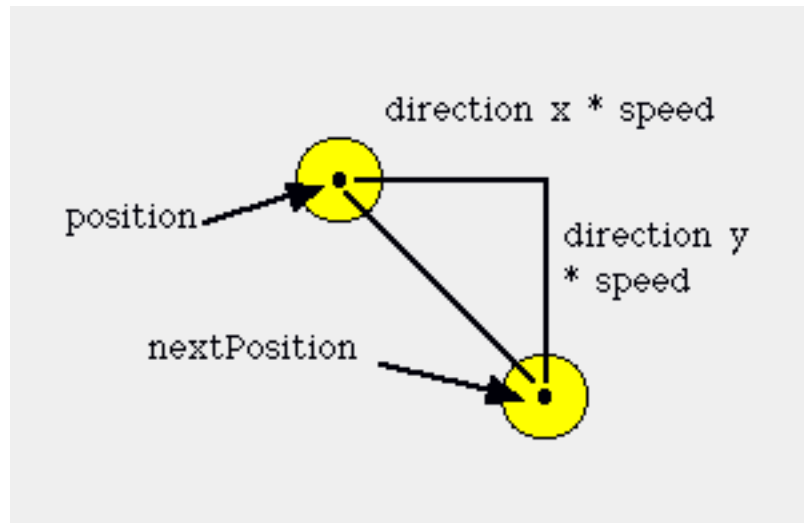 direction x * speed
position
direction y
* speed
nextPosition